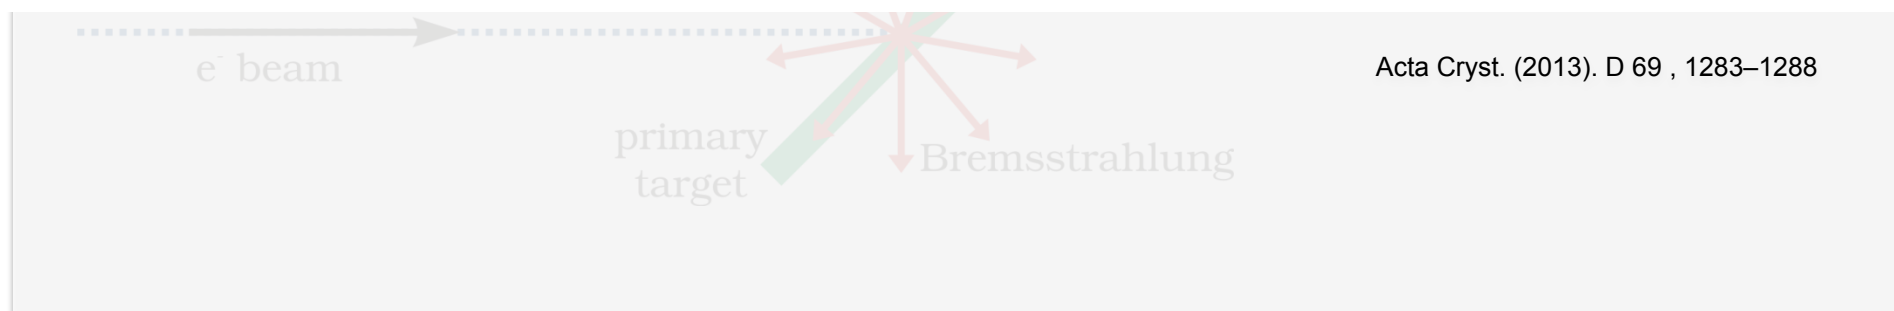 e- beam
Acta Cryst. (2013). D 69 , 1283–1288
primary
target
Bremsstrahlung